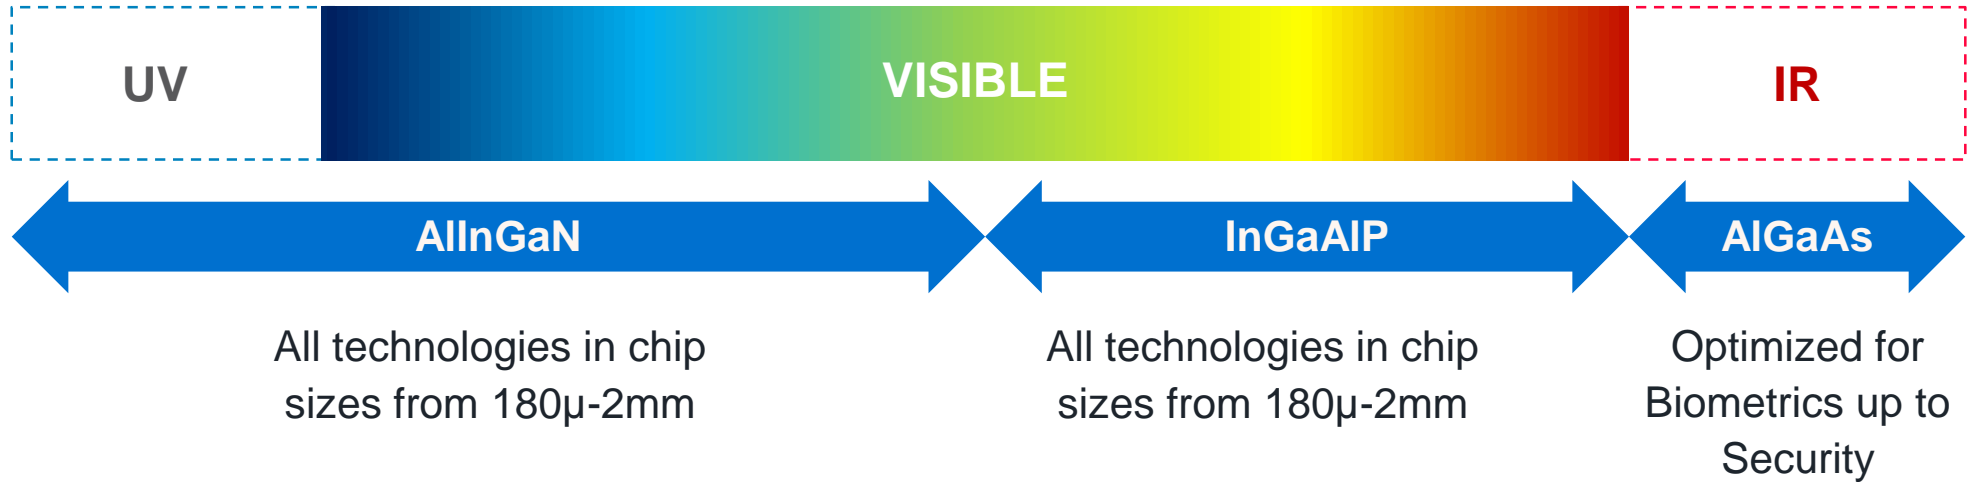 UV
VISIBLE
IR
AlInGaN
InGaAlP
AlGaAs
All technologies in chip
sizes from 180µ-2mm
All technologies in chip
sizes from 180µ-2mm
Optimized for
Biometrics up to
Security